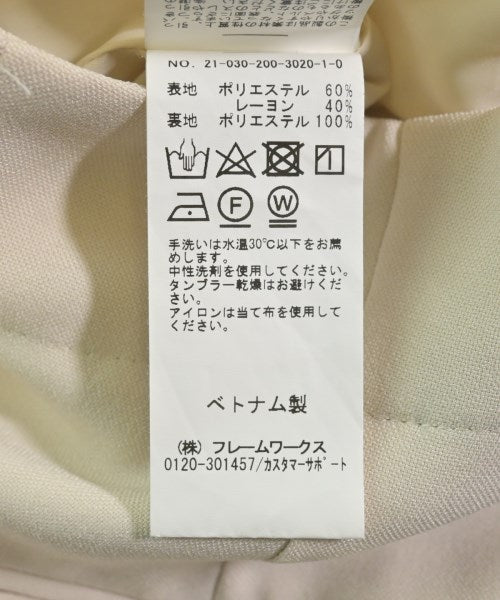 NO. 21-030-200-3020-1-0
表地 ポリエステル 60%
レーヨン 40%
裏地 ポリエステル 100%
F
W
手洗いは水温30℃以下をお薦
めします。
中性洗剤を使用してください。
タンブラー乾燥はお避けくださ
い。
アイロンは当て布を使用して
ください。
ベトナム製
(株) フレームワークス
0120-301457/カスタマーサポート